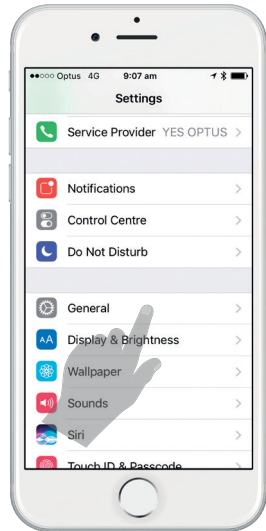 Optus 4G 9:07 am
Settings
Service Provider YES OPTUS
Notifications
Control Centre
Do Not Disturb
General
AA Display & Brightness
Wallpaper
Sounds
Siri
Touch ID & Passcode